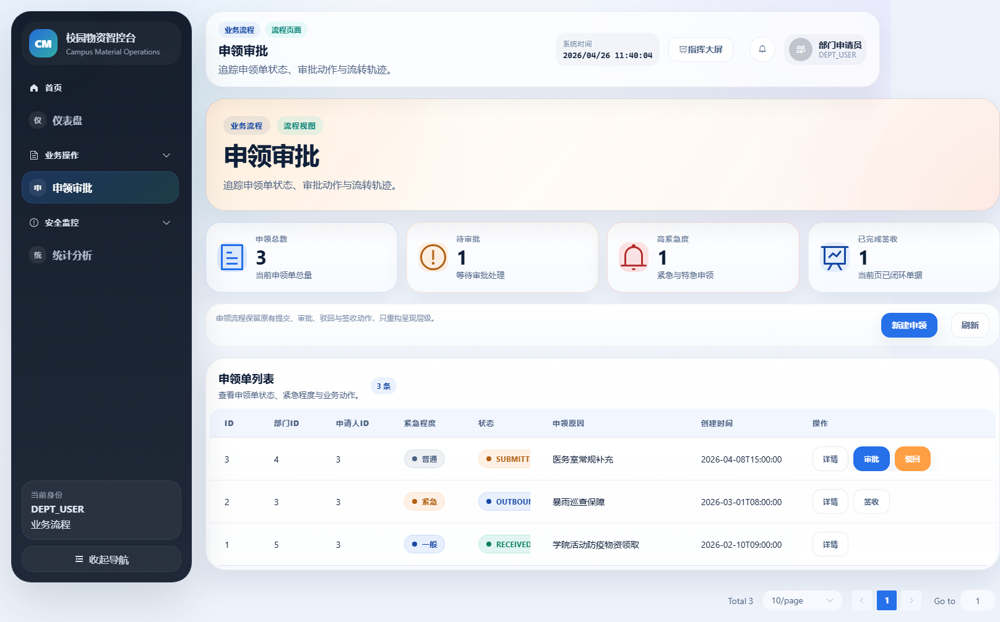 CM
校园物资智控台
Campus Material Operations
首页
仪 仪表盘
业务操作
申 申领审批
安全监控
统 统计分析
当前身份
DEPT_USER
业务流程
收起导航
业务流程 流程页面
申领审批
追踪申领单状态、审批动作与流转轨迹。
系统时间
2026/04/26 11:40:04
指挥大屏
部 部门申请员
DEPT_USER
业务流程 流程视图
申领审批
追踪申领单状态、审批动作与流转轨迹。
申领总数
3
当前申领单总量
待审批
1
等待审批处理
高紧急度
1
紧急与特急申领
已完成签收
1
当前页已闭环单据
申领流程保留原有提交、审批、驳回与签收动作，只重构呈现层级。
新建申领 刷新
申领单列表
查看申领单状态、紧急程度与业务动作。
3 条
ID 部门ID 申请人ID 紧急程度 状态 申领原因 创建时间 操作
3 4 3 普通 SUBMITT 医务室常规补充 2026-04-08T15:00:00 详情 审批 驳回
2 3 3 紧急 OUTBOUN 暴雨巡查保障 2026-03-01T08:00:00 详情 签收
1 5 3 一般 RECEIVED 学院活动防疫物资领取 2026-02-10T09:00:00 详情
Total 3 10/page 1 Go to 1